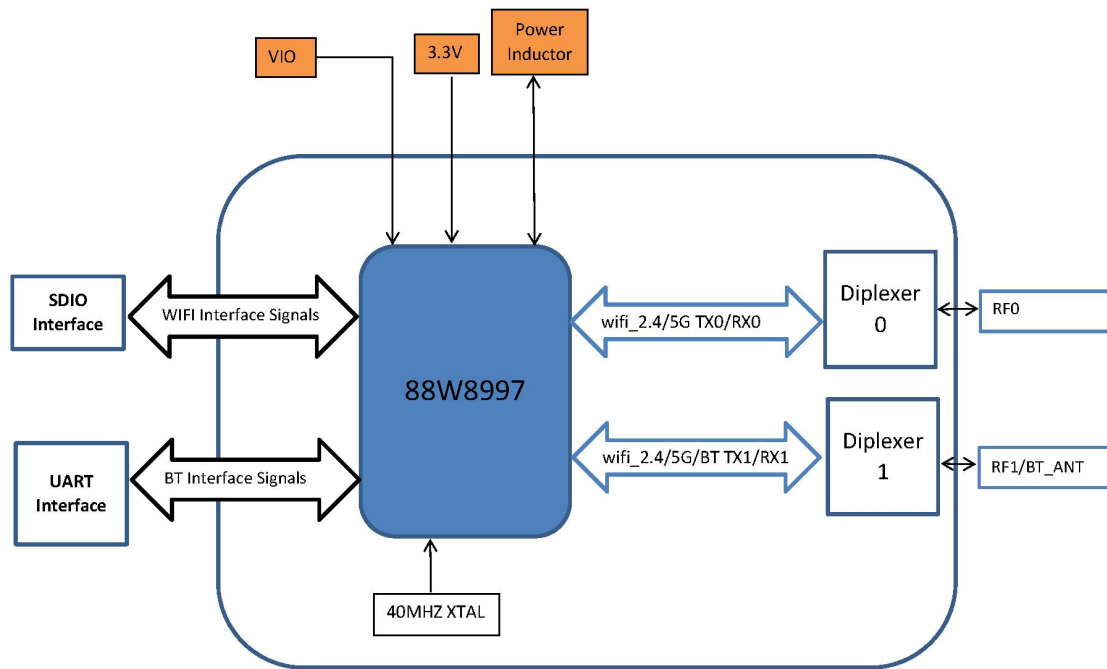 VIO
3.3V
Power
Inductor
SDIO
Interface
WIFI Interface Signals
88W8997
wifi_2.4/5G TX0/RX0
Diplexer
0
RF0
UART
Interface
BT Interface Signals
wifi_2.4/5G/BT TX1/RX1
Diplexer
1
RF1/BT_ANT
40MHZ XTAL